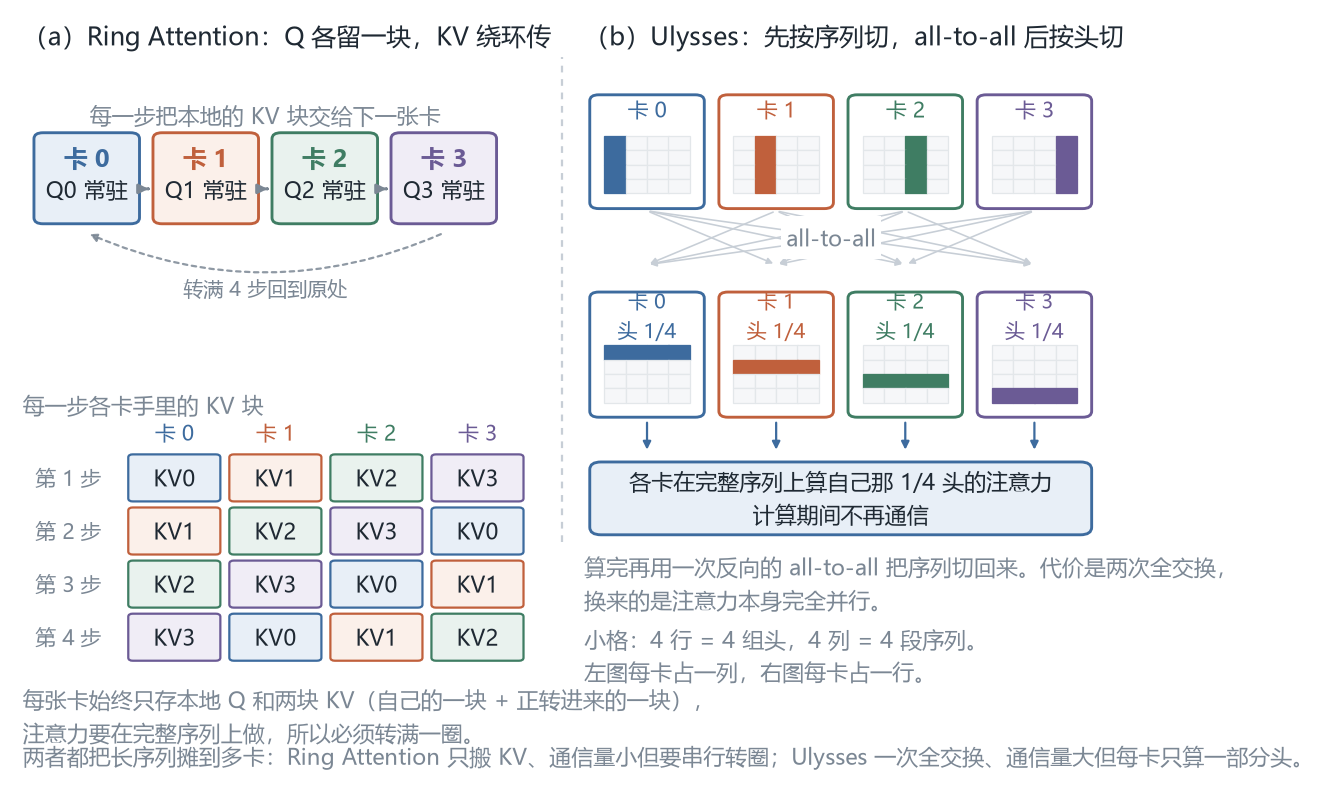 （a）Ring Attention：Q 各留一块，KV 绕环传
每一步把本地的 KV 块交给下一张卡
卡 0
Q0 常驻
卡 1
Q1 常驻
卡 2
Q2 常驻
卡 3
Q3 常驻
转满 4 步回到原处
每一步各卡手里的 KV 块
卡 0 卡 1 卡 2 卡 3
第 1 步 KV0 KV1 KV2 KV3
第 2 步 KV1 KV2 KV3 KV0
第 3 步 KV2 KV3 KV0 KV1
第 4 步 KV3 KV0 KV1 KV2
每张卡始终只存本地 Q 和两块 KV（自己的一块 + 正转进来的一块），
注意力要在完整序列上做，所以必须转满一圈。
（b）Ulysses：先按序列切，all-to-all 后按头切
卡 0 卡 1 卡 2 卡 3
all-to-all
卡 0 卡 1 卡 2 卡 3
头 1/4 头 1/4 头 1/4 头 1/4
各卡在完整序列上算自己那 1/4 头的注意力
计算期间不再通信
算完再用一次反向的 all-to-all 把序列切回来。代价是两次全交换，
换来的是注意力本身完全并行。
小格：4 行 = 4 组头，4 列 = 4 段序列。
左图每卡占一列，右图每卡占一行。
两者都把长序列摊到多卡：Ring Attention 只搬 KV、通信量小但要串行转圈；Ulysses 一次全交换、通信量大但每卡只算一部分头。